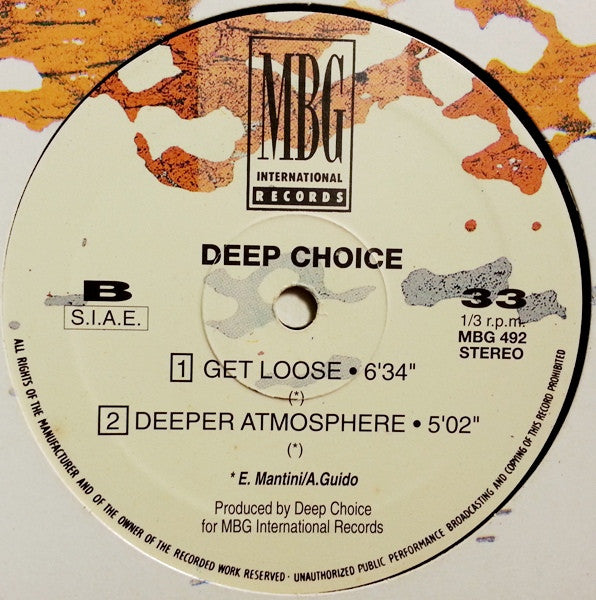 MBG
INTERNATIONAL
RECORDS
DEEP CHOICE
B
S.I.A.E.
33
1/3 r.p.m.
MBG 492
STEREO
1 GET LOOSE • 6'34"
(*)
2 DEEPER ATMOSPHERE • 5'02"
(*)
* E. Mantini/A.Guido
Produced by Deep Choice
for MBG International Records
ALL RIGHTS OF THE MANUFACTURER AND OF THE OWNER OF THE RECORDED WORK RESERVED · UNAUTHORIZED PUBLIC PERFORMANCE BROADCASTING AND COPYING OF THIS RECORD PROHIBITED